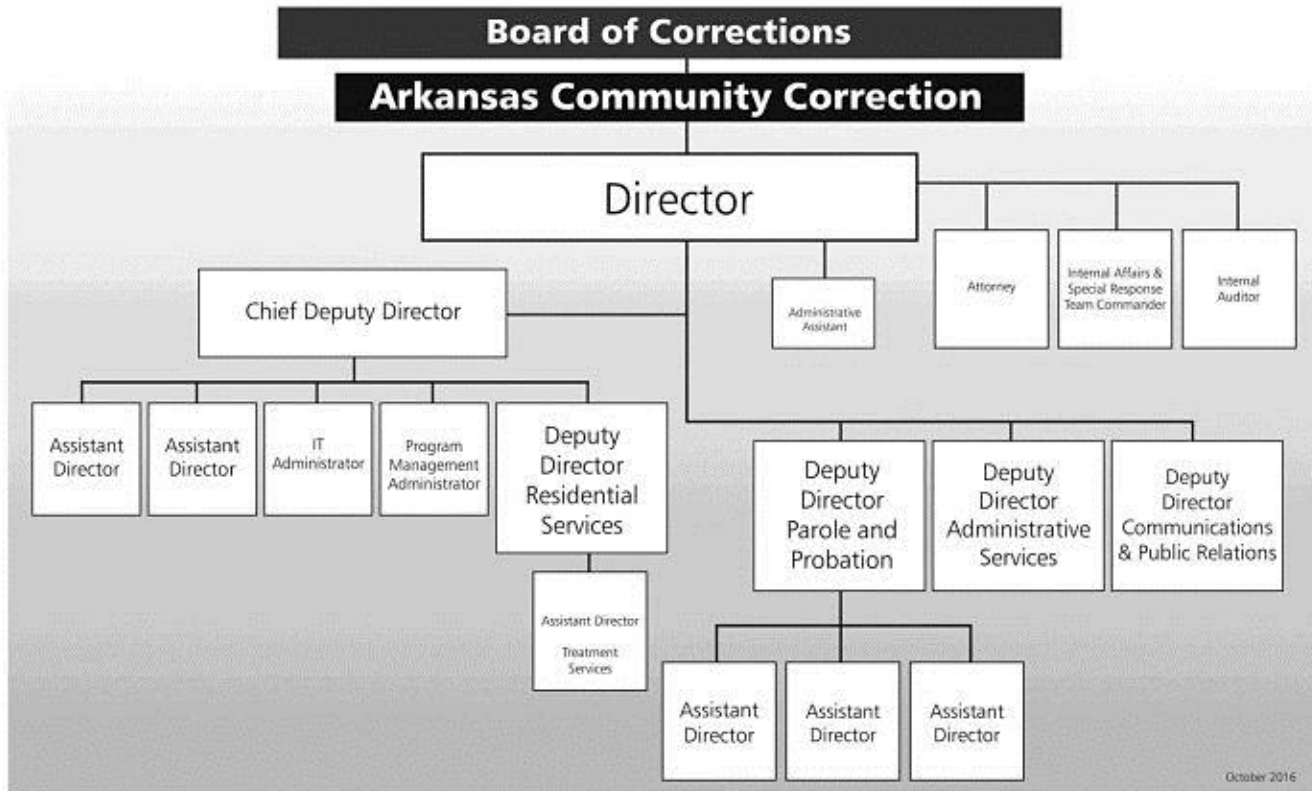 Board of Corrections
Arkansas Community Correction
Director
Attorney
Internal Affairs &
Special Response
Team Commander
Internal
Auditor
Chief Deputy Director
Administrative
Assistant
Assistant
Director
Assistant
Director
IT
Administrator
Program
Management
Administrator
Deputy
Director
Residential
Services
Deputy
Director
Parole and
Probation
Deputy
Director
Administrative
Services
Deputy
Director
Communications
& Public Relations
Assistant Director
Treatment
Services
Assistant
Director
Assistant
Director
Assistant
Director
October 2016